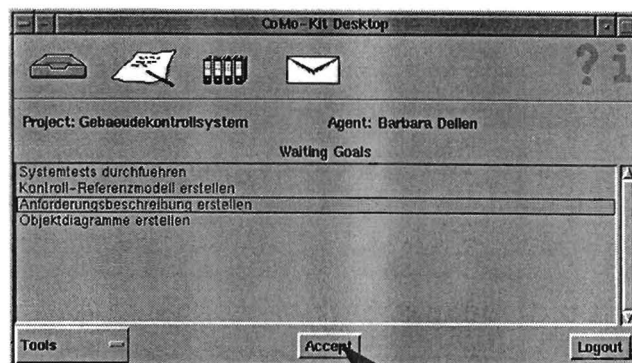 CoMo-Kit Desktop
? i
Project: Gebaeudekontrollsystem Agent: Barbara Dellen
Waiting Goals
Systemtests durchfuehren
Kontroll-Referenzmodell erstellen
Anforderungsbeschreibung erstellen
Objektdiagramme erstellen
Tools Accept Logout